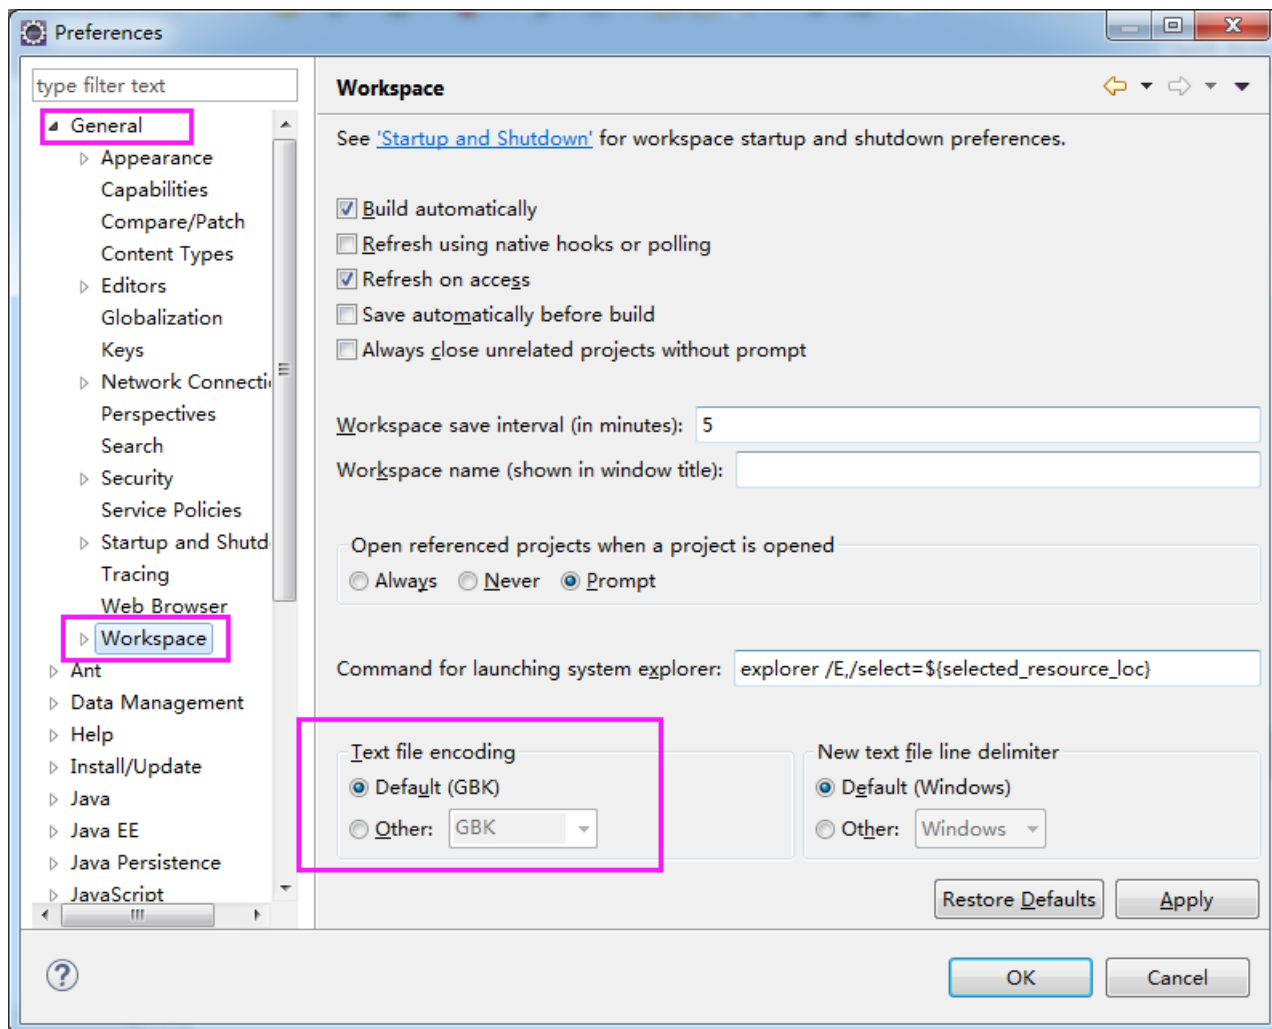 Preferences
type filter text
General
Appearance
Capabilities
Compare/Patch
Content Types
Editors
Globalization
Keys
Network Connecti
Perspectives
Search
Security
Service Policies
Startup and Shutd
Tracing
Web Browser
Workspace
Ant
Data Management
Help
Install/Update
Java
Java EE
Java Persistence
JavaScript
Workspace
See 'Startup and Shutdown' for workspace startup and shutdown preferences.
Build automatically
Refresh using native hooks or polling
Refresh on access
Save automatically before build
Always close unrelated projects without prompt
Workspace save interval (in minutes): 5
Workspace name (shown in window title):
Open referenced projects when a project is opened
Always Never Prompt
Command for launching system explorer: explorer /E,/select=${selected_resource_loc}
Text file encoding
Default (GBK)
Other: GBK
New text file line delimiter
Default (Windows)
Other: Windows
Restore Defaults Apply
? OK Cancel